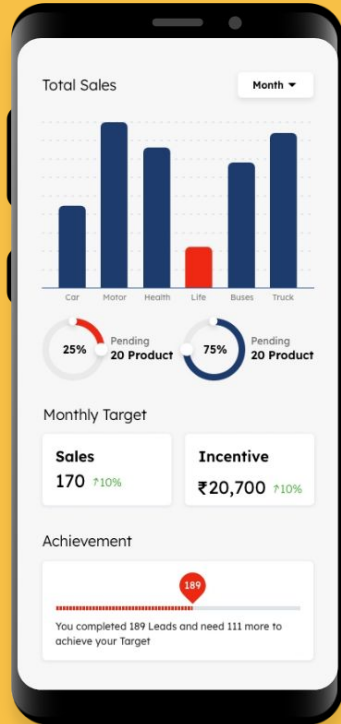 Total Sales
Month
Car Motor Health Life Buses Truck
25%
Pending
20 Product
75%
Pending
20 Product
Monthly Target
Sales
170 ↑10%
Incentive
₹20,700 ↑10%
Achievement
189
You completed 189 Leads and need 111 more to
achieve your Target